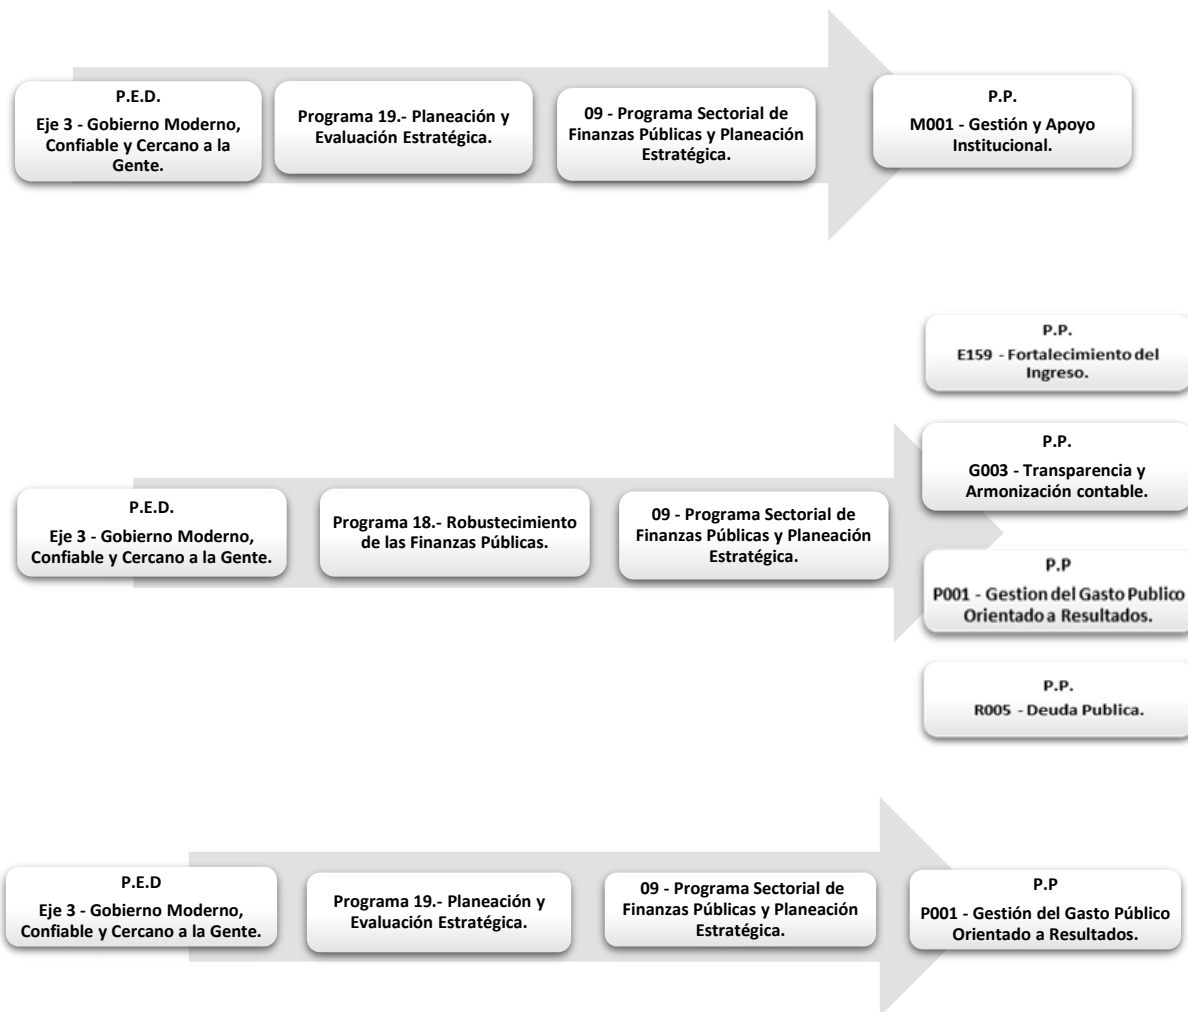 P.E.D.
Eje 3 - Gobierno Moderno,
Confiable y Cercano a la
Gente.
Programa 19.- Planeación y
Evaluación Estratégica.
09 - Programa Sectorial de
Finanzas Públicas y Planeación
Estratégica.
P.P.
M001 - Gestión y Apoyo
Institucional.
P.E.D.
Eje 3 - Gobierno Moderno,
Confiable y Cercano a la Gente.
Programa 18.- Robustecimiento
de las Finanzas Públicas.
09 - Programa Sectorial de
Finanzas Públicas y Planeación
Estratégica.
P.P.
E159 - Fortalecimiento del
Ingreso.
P.P.
G003 - Transparencia y
Armonización contable.
P.P
P001 - Gestion del Gasto Publico
Orientado a Resultados.
P.P.
R005 - Deuda Publica.
P.E.D
Eje 3 - Gobierno Moderno,
Confiable y Cercano a la Gente.
Programa 19.- Planeación y
Evaluación Estratégica.
09 - Programa Sectorial de
Finanzas Públicas y Planeación
Estratégica.
P.P
P001 - Gestión del Gasto Público
Orientado a Resultados.